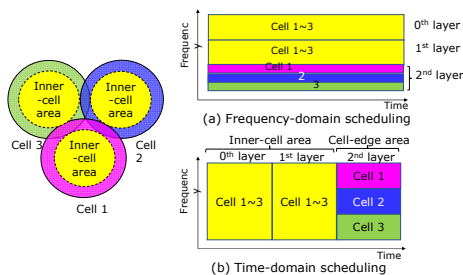 Inner
-cell
area
Inner
-cell
area
Cell 3
Inner
-cell
area
Cell
2
Cell 1
Frequenc
y
Cell 1~3
0th layer
Cell 1~3
1st layer
Cell 1
2
3
2nd layer
Time
(a) Frequency-domain scheduling
Inner-cell area
Cell-edge area
0th layer
1st layer
2nd layer
Frequenc
y
Cell 1~3
Cell 1~3
Cell 1
Cell 2
Cell 3
Time
(b) Time-domain scheduling